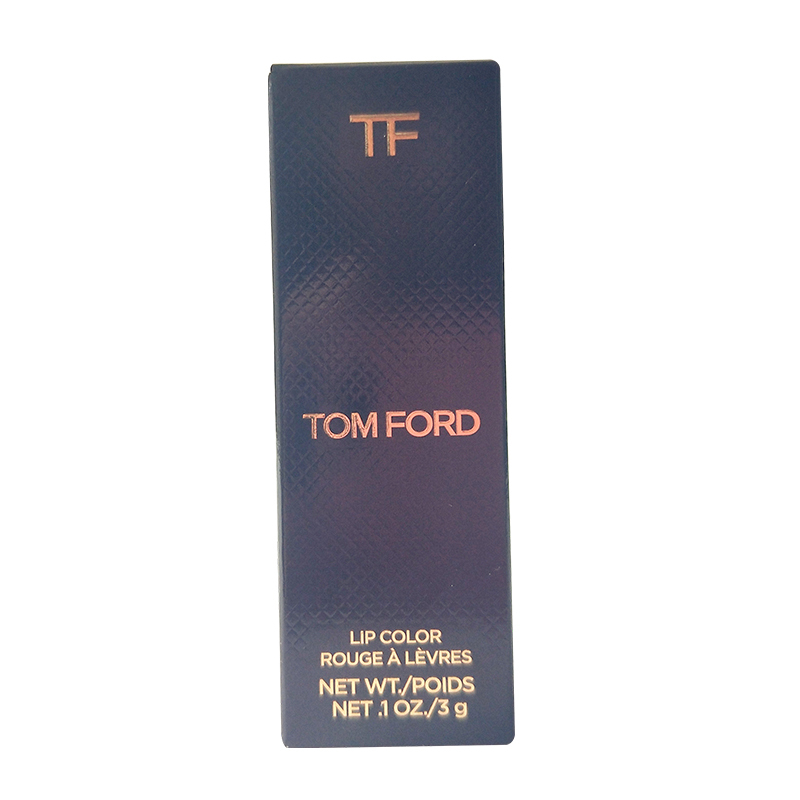 TF
TOM FORD
LIP COLOR
ROUGE À LÈVRES
NET WT./POIDS
NET .1 OZ./3 g